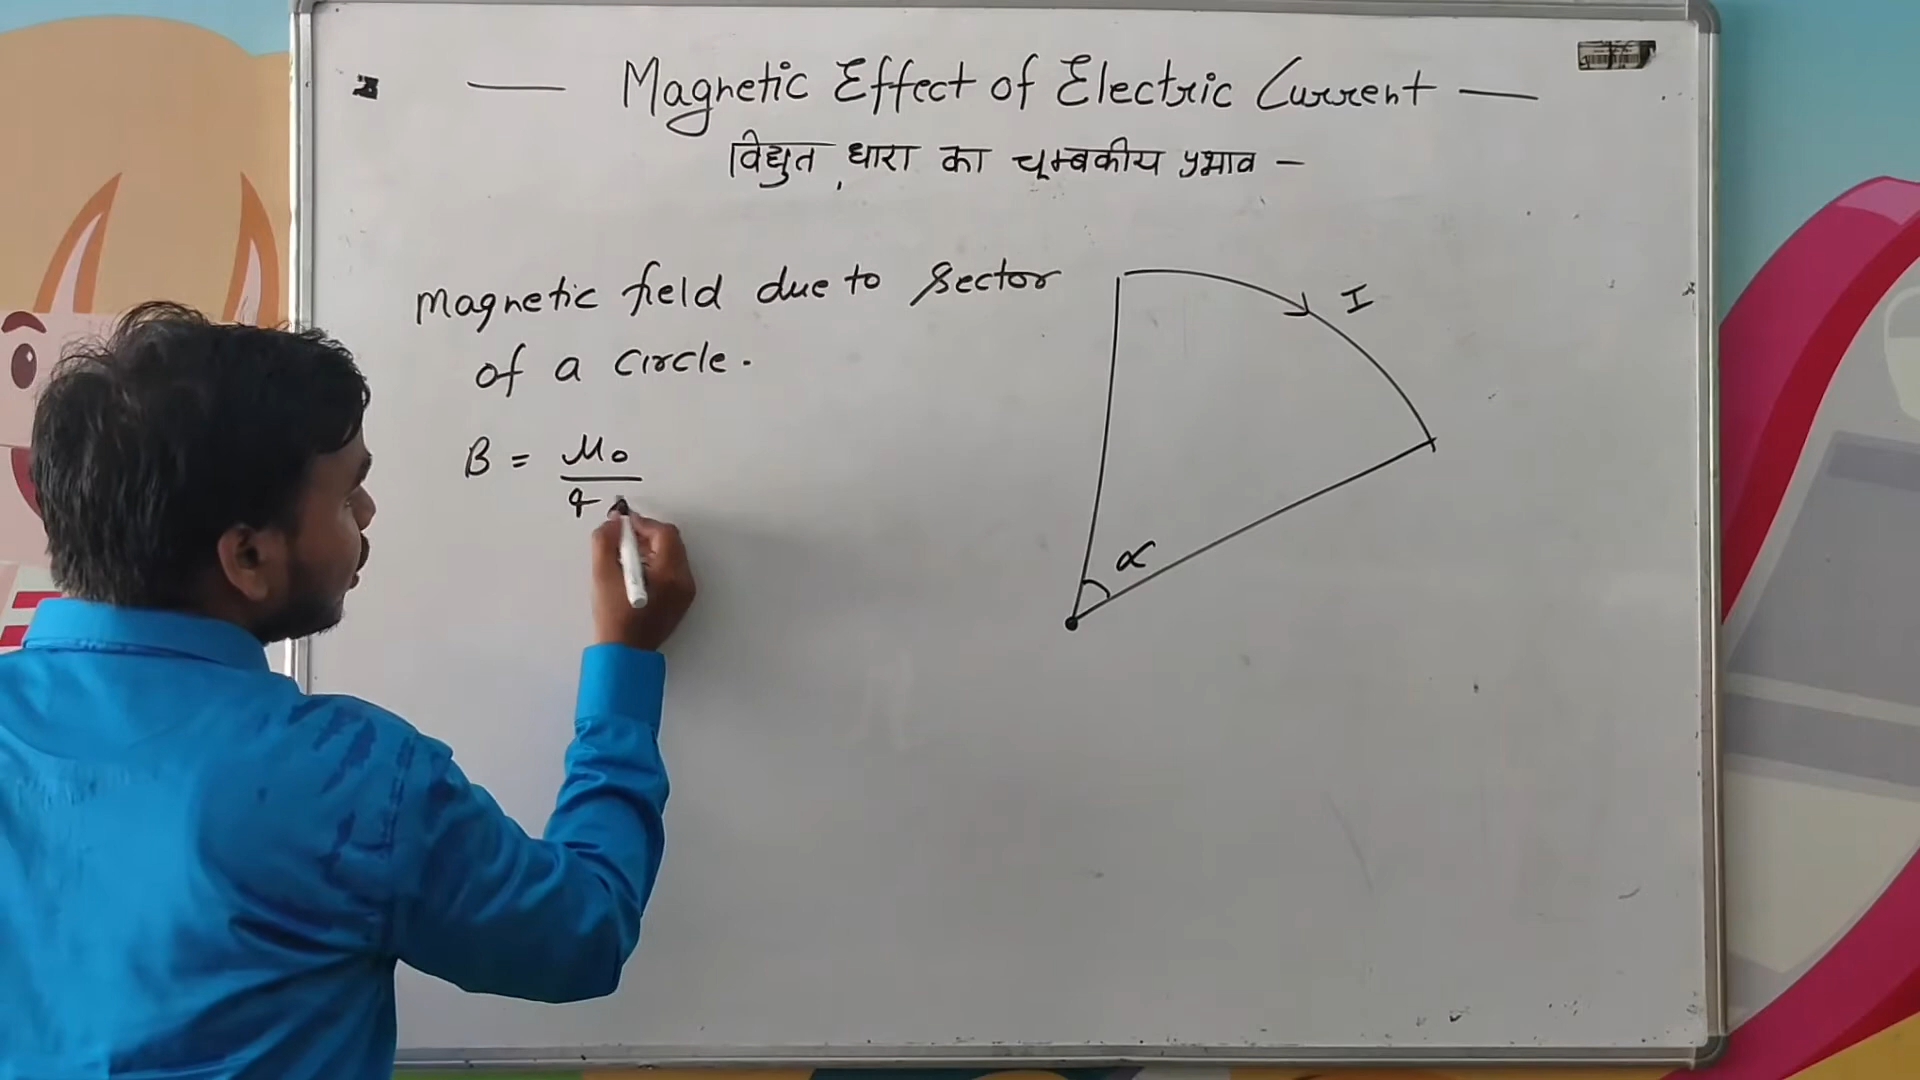 — Magnetic Effect of Electric Current —
विद्युत धारा का चूम्बकीय प्रभाव –
Magnetic field due to sector
of a circle.
I
B = μ₀
4
α